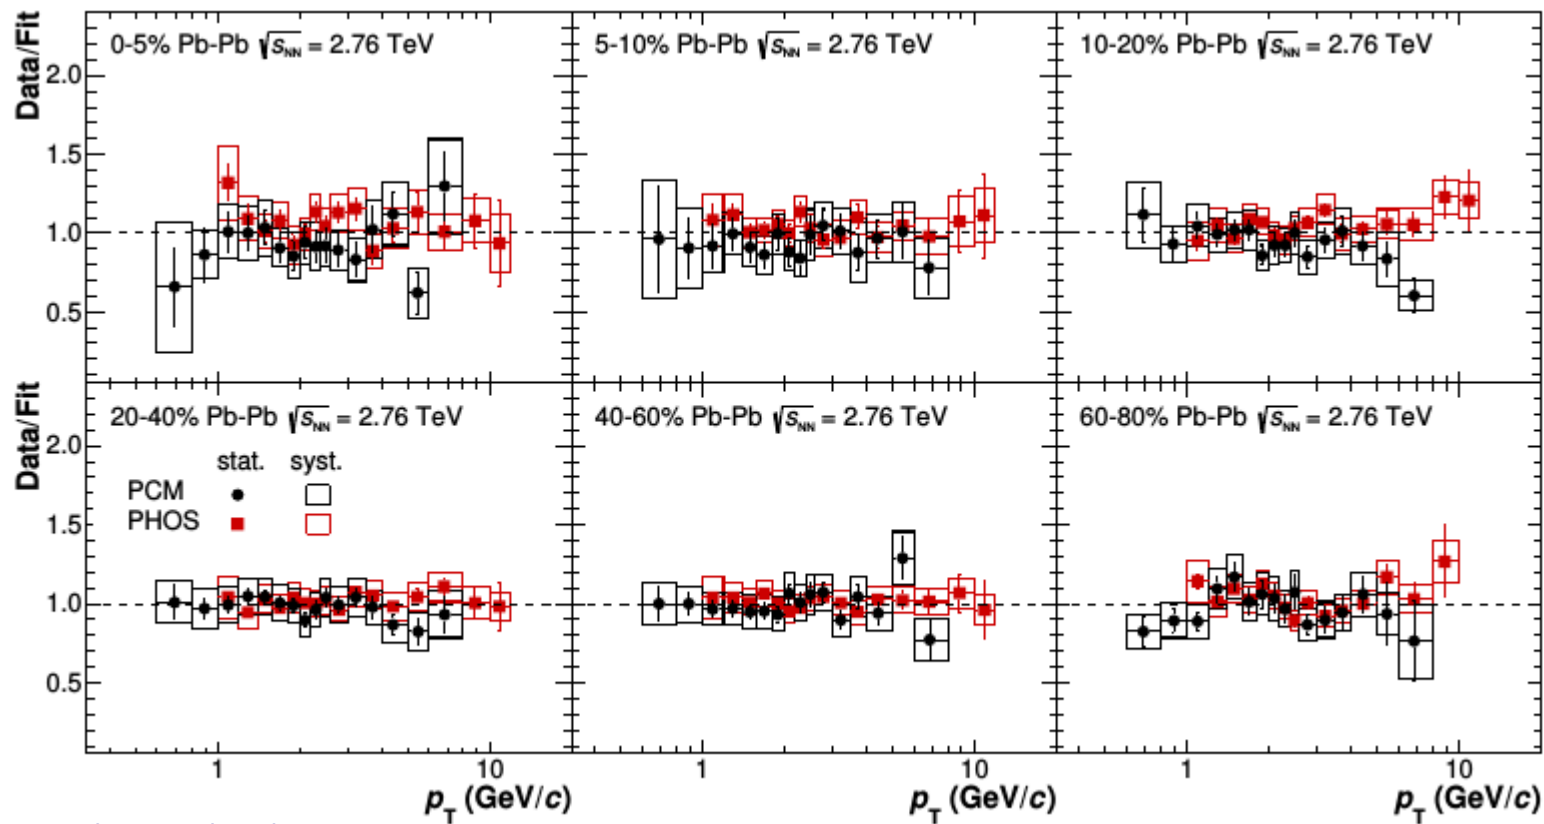 Data/Fit
0-5% Pb-Pb √sNN = 2.76 TeV
5-10% Pb-Pb √sNN = 2.76 TeV
10-20% Pb-Pb √sNN = 2.76 TeV
2.0
1.5
1.0
0.5
Data/Fit
20-40% Pb-Pb √sNN = 2.76 TeV
40-60% Pb-Pb √sNN = 2.76 TeV
60-80% Pb-Pb √sNN = 2.76 TeV
stat. syst.
PCM
PHOS
2.0
1.5
1.0
0.5
1 10 1 10 1 10
pT (GeV/c) pT (GeV/c) pT (GeV/c)